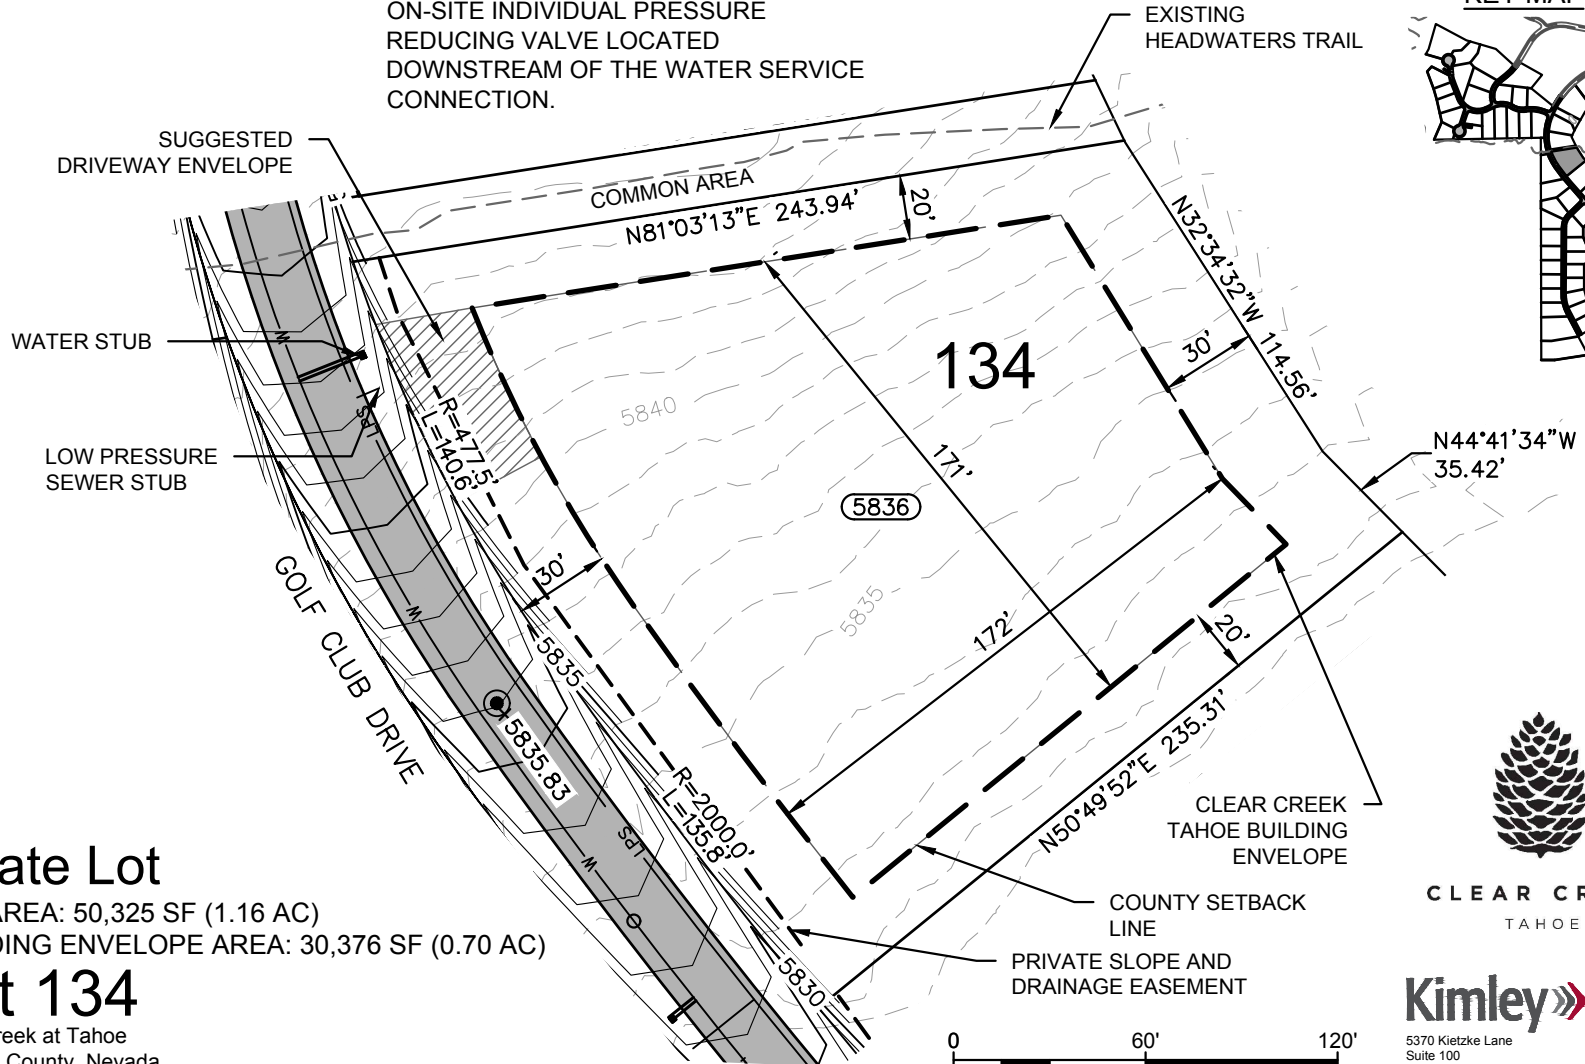 ON-SITE INDIVIDUAL PRESSURE
REDUCING VALVE LOCATED
DOWNSTREAM OF THE WATER SERVICE
CONNECTION.
EXISTING
HEADWATERS TRAIL
KEY MAP
SUGGESTED
DRIVEWAY ENVELOPE
COMMON AREA
N81°03'13"E 243.94'
20'
N32°34'32"W 114.56'
WATER STUB
W
30'
134
5840
LPS
R=477.5'
L=140.6'
LOW PRESSURE
SEWER STUB
171'
N44°41'34"W
35.42'
5836
GOLF CLUB DRIVE
30'
W
5835
172'
20'
5835
5835.83
N50°49'52"E 235.31'
R=2000.0'
L=135.8'
LPS
W
CLEAR CREEK
TAHOE BUILDING
ENVELOPE
COUNTY SETBACK
LINE
PRIVATE SLOPE AND
DRAINAGE EASEMENT
5830
ate Lot
AREA: 50,325 SF (1.16 AC)
DING ENVELOPE AREA: 30,376 SF (0.70 AC)
t 134
reek at Tahoe
County, Nevada
0 60' 120'
CLEAR CR
TAHOE
Kimley
5370 Kietzke Lane
Suite 100